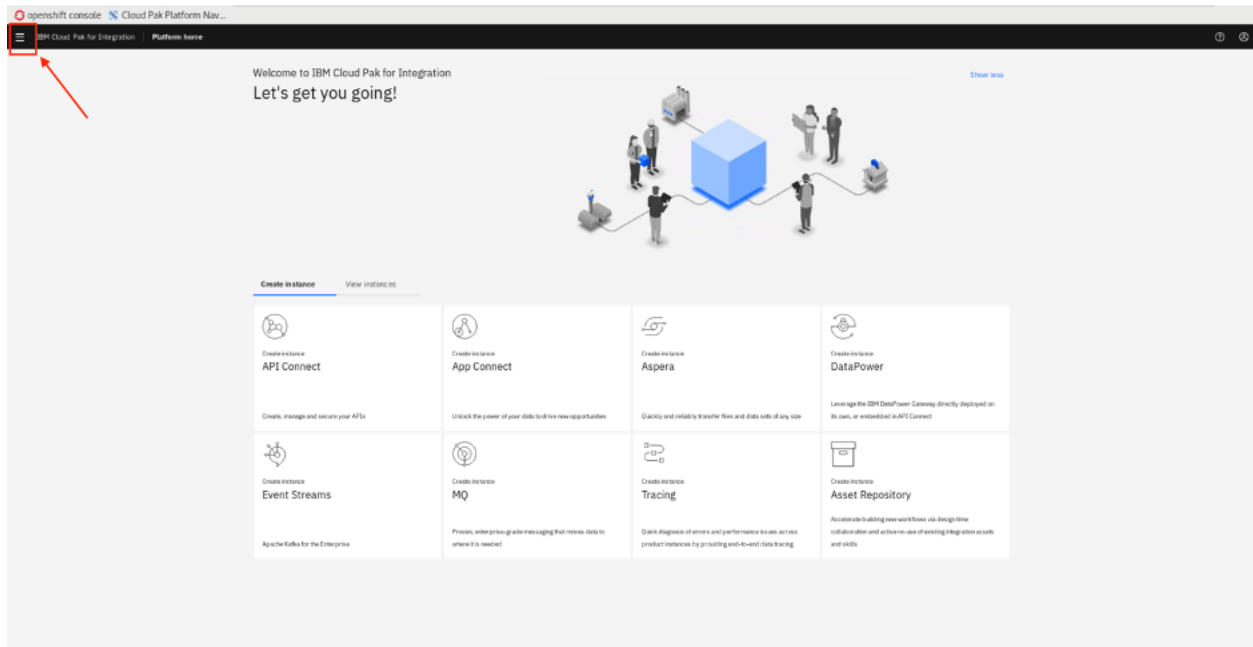 openshift console Cloud Pak Platform Nav...
IBM Cloud Pak for Integration Platform home
Welcome to IBM Cloud Pak for Integration
Show less
Let's get you going!
Create instance View instances
Create instance
API Connect
Create, manage and secure your APIs
Create instance
App Connect
Unlock the power of your data to drive new opportunities
Create instance
Aspera
Quickly and reliably transfer files and data sets of any size
Create instance
DataPower
Leverage the IBM DataPower Gateway directly deployed on
its own, or embedded in API Connect
Create instance
Event Streams
Apache Kafka for the Enterprise
Create instance
MQ
Proven, enterprise-grade messaging that moves data to
where it is needed
Create instance
Tracing
Quick diagnosis of errors and performance issues across
product instances by providing end-to-end data tracing
Create instance
Asset Repository
Accelerate building new workflows via design time
collaboration and active re-use of existing integration assets
and skills